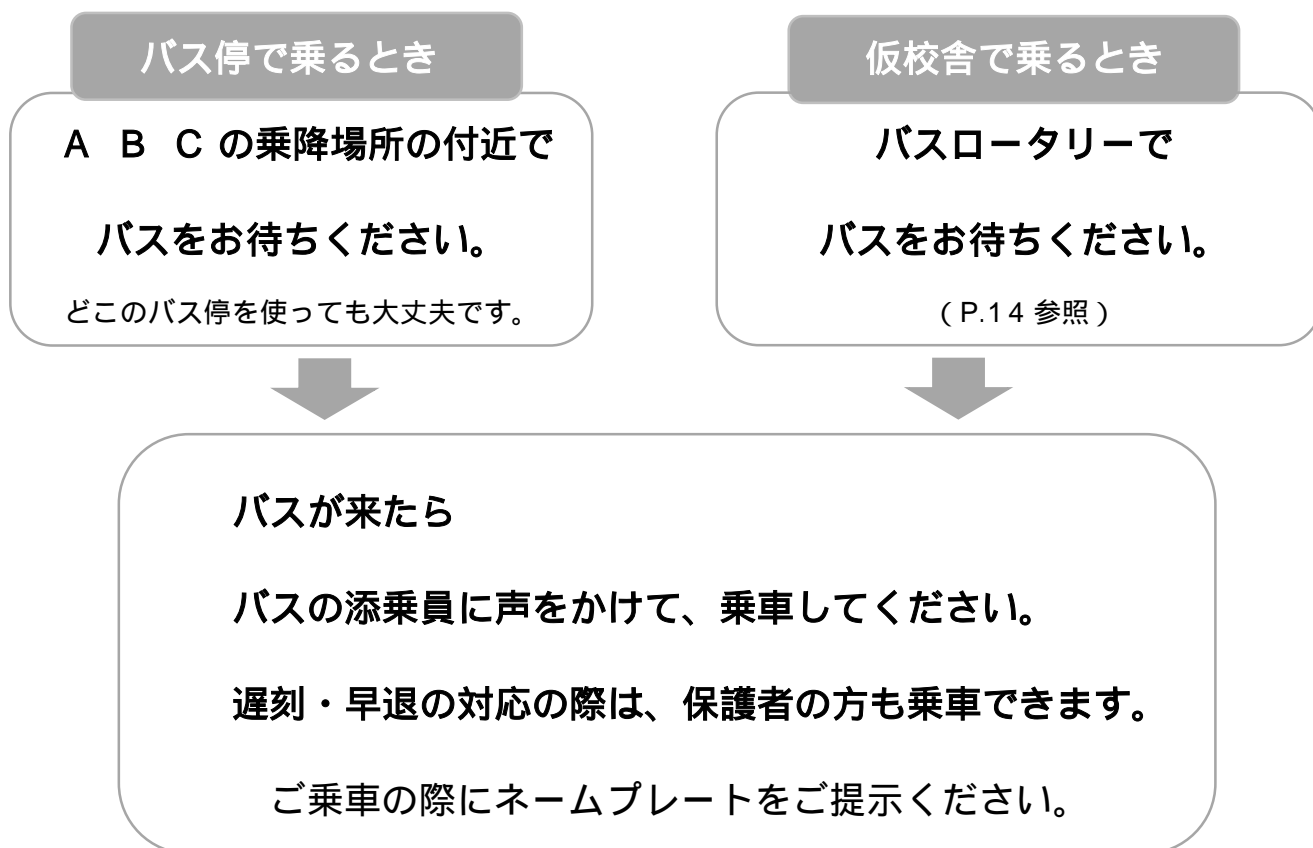 バス停で乗るとき
A B C の乗降場所の付近で
バスをお待ちください。
どこのバス停を使っても大丈夫です。
仮校舎で乗るとき
バスロータリーで
バスをお待ちください。
（P.14 参照）
バスが来たら
バスの添乗員に声をかけて、乗車してください。
遅刻・早退の対応の際は、保護者の方も乗車できます。
ご乗車の際にネームプレートをご提示ください。